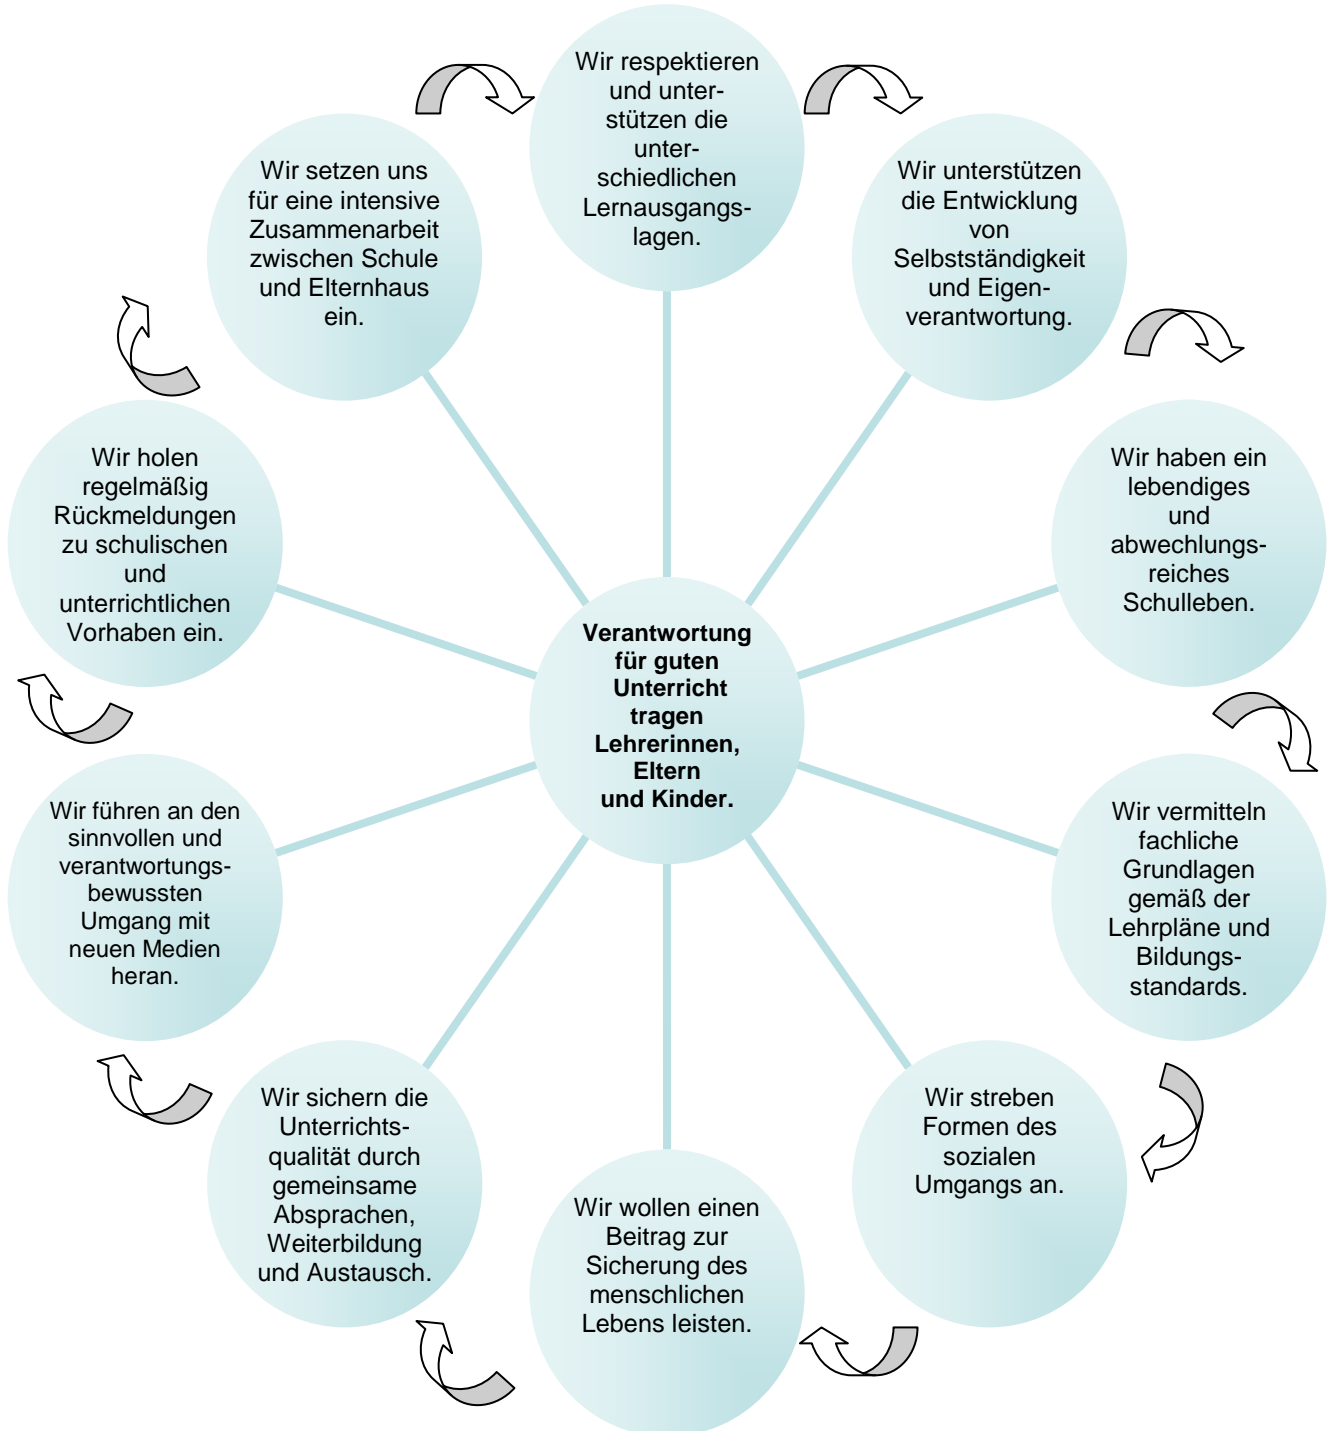 Wir respektieren
und unter-
stützen die
unter-
schiedlichen
Lernausgangs-
lagen.
Wir unterstützen
die Entwicklung
von
Selbstständigkeit
und Eigen-
verantwortung.
Wir haben ein
lebendiges
und
abwechlungs-
reiches
Schulleben.
Wir vermitteln
fachliche
Grundlagen
gemäß der
Lehrpläne und
Bildungs-
standards.
Wir streben
Formen des
sozialen
Umgangs an.
Wir wollen einen
Beitrag zur
Sicherung des
menschlichen
Lebens leisten.
Wir sichern die
Unterrichts-
qualität durch
gemeinsame
Absprachen,
Weiterbildung
und Austausch.
Wir führen an den
sinnvollen und
verantwortungs-
bewussten
Umgang mit
neuen Medien
heran.
Wir holen
regelmäßig
Rückmeldungen
zu schulischen
und
unterrichtlichen
Vorhaben ein.
Wir setzen uns
für eine intensive
Zusammenarbeit
zwischen Schule
und Elternhaus
ein.
Verantwortung
für guten
Unterricht
tragen
Lehrerinnen,
Eltern
und Kinder.